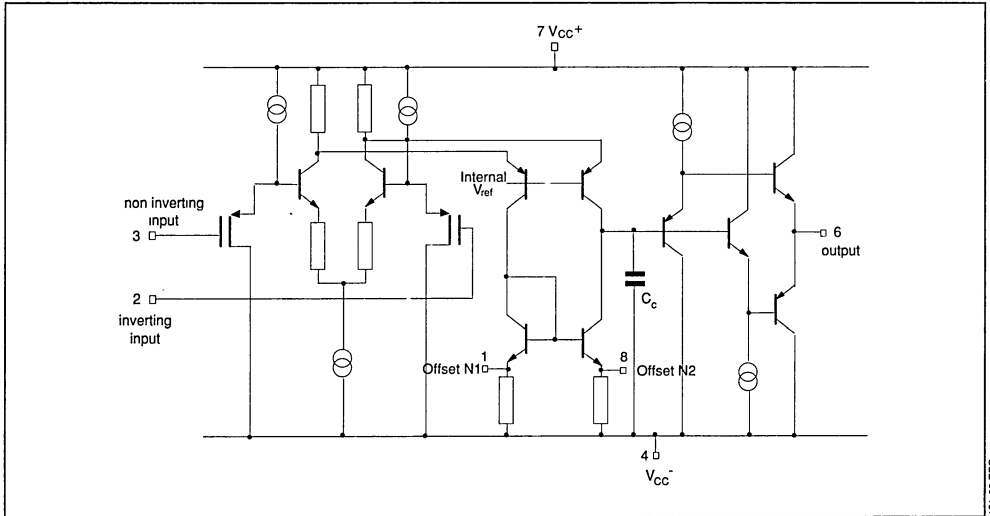 7 VCC+
Internal
Vref
non inverting
input
3
2
inverting
input
6
output
Cc
1
Offset N1
8
Offset N2
4
VCC-